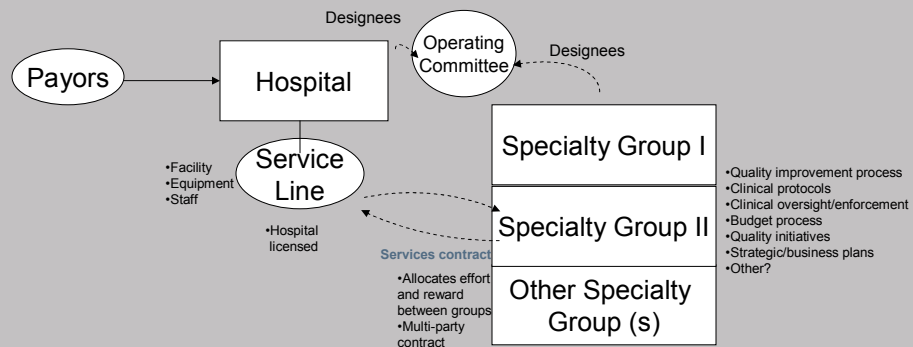 Designees
Operating
Committee
Designees
Payors
Hospital
•Facility
•Equipment
•Staff
Service
Line
•Hospital
licensed
Services contract
•Allocates effort
and reward
between groups
•Multi-party
contract
Specialty Group I
Specialty Group II
Other Specialty
Group (s)
•Quality improvement process
•Clinical protocols
•Clinical oversight/enforcement
•Budget process
•Quality initiatives
•Strategic/business plans
•Other?